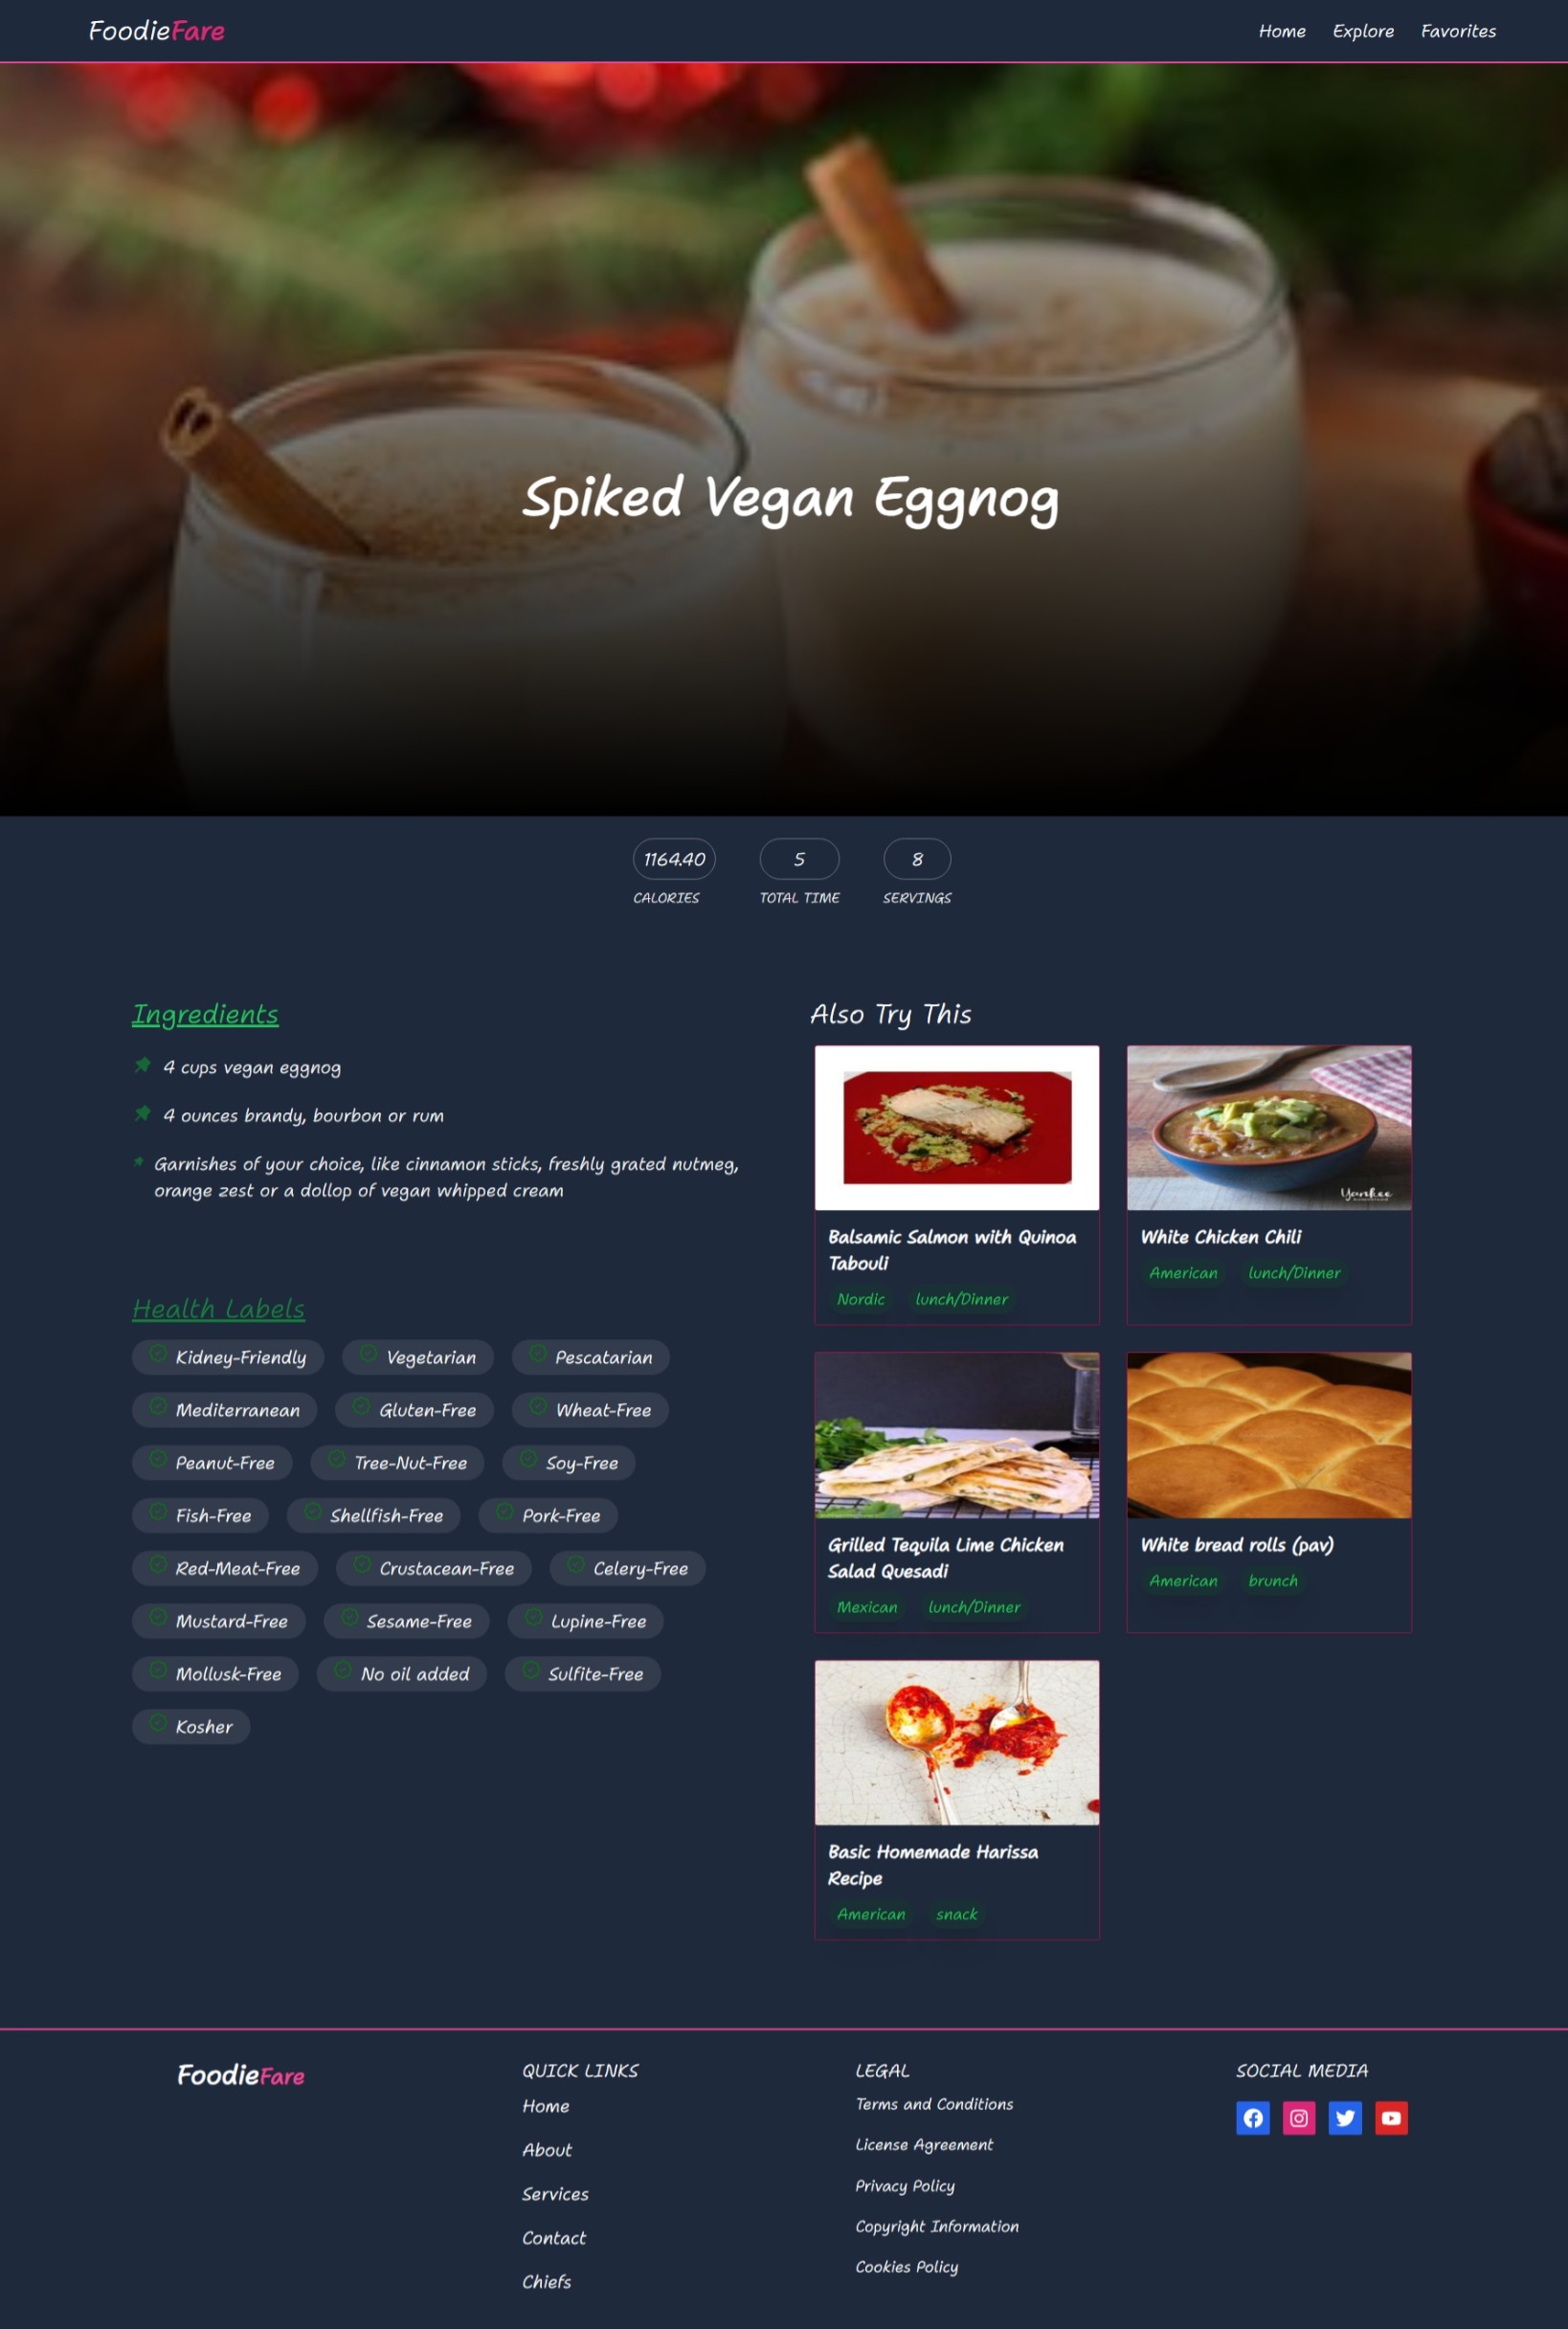 FoodieFare
Home Explore Favorites
Spiked Vegan Eggnog
1164.40 5 8
CALORIES TOTAL TIME SERVINGS
Ingredients
4 cups vegan eggnog
4 ounces brandy, bourbon or rum
Garnishes of your choice, like cinnamon sticks, freshly grated nutmeg,
orange zest or a dollop of vegan whipped cream
Health Labels
Kidney-Friendly Vegetarian Pescatarian
Mediterranean Gluten-Free Wheat-Free
Peanut-Free Tree-Nut-Free Soy-Free
Fish-Free Shellfish-Free Pork-Free
Red-Meat-Free Crustacean-Free Celery-Free
Mustard-Free Sesame-Free Lupine-Free
Mollusk-Free No oil added Sulfite-Free
Kosher
Also Try This
Balsamic Salmon with Quinoa
Tabouli
Nordic lunch/Dinner
Yankee
White Chicken Chili
American lunch/Dinner
Grilled Tequila Lime Chicken
Salad Quesadi
Mexican lunch/Dinner
White bread rolls (pav)
American brunch
Basic Homemade Harissa
Recipe
American snack
FoodieFare
QUICK LINKS
Home
About
Services
Contact
Chiefs
LEGAL
Terms and Conditions
License Agreement
Privacy Policy
Copyright Information
Cookies Policy
SOCIAL MEDIA